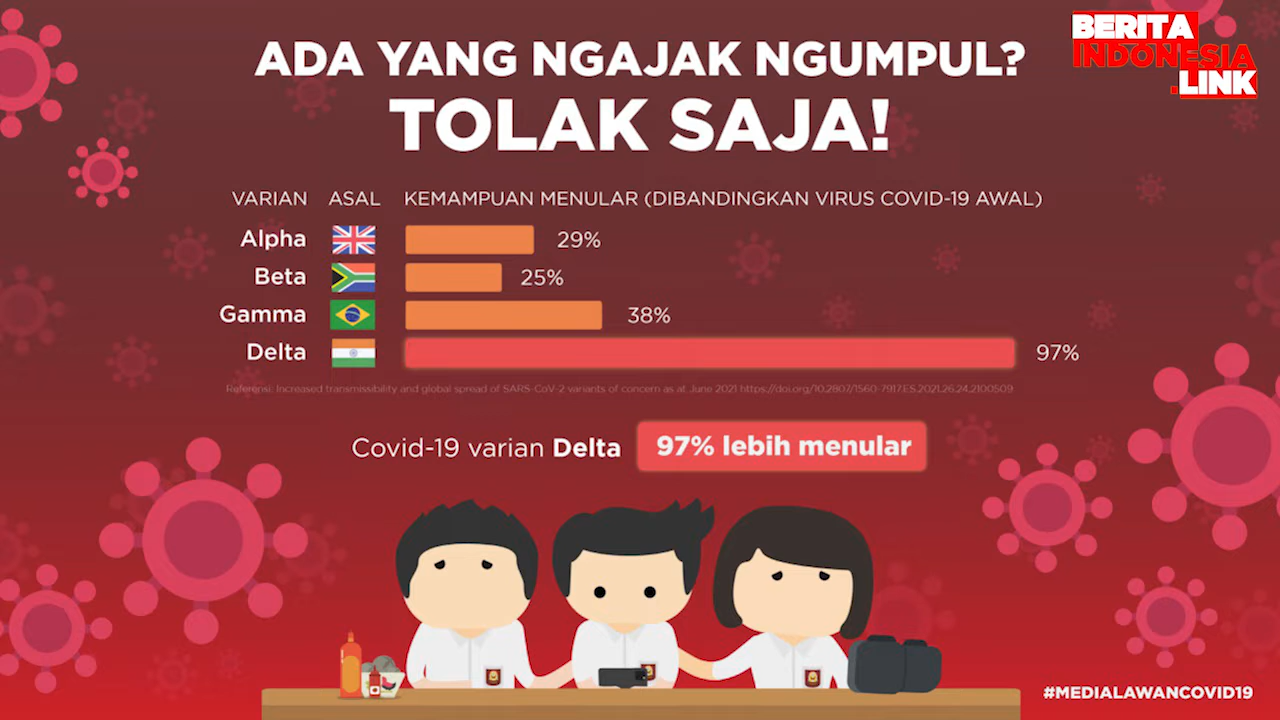 BERITA
INDONESIA
.LINK
ADA YANG NGAJAK NGUMPUL?
TOLAK SAJA!
VARIAN ASAL KEMAMPUAN MENULAR (DIBANDINGKAN VIRUS COVID-19 AWAL)
Alpha 29%
Beta 25%
Gamma 38%
Delta 97%
Referensi: Increased transmissibility and global spread of SARS-CoV-2 variants of concern as at June 2021 https://doi.org/10.2807/1560-7917.ES.2021.26.24.2100509
Covid-19 varian Delta 97% lebih menular
#MEDIALAWANCOVID19